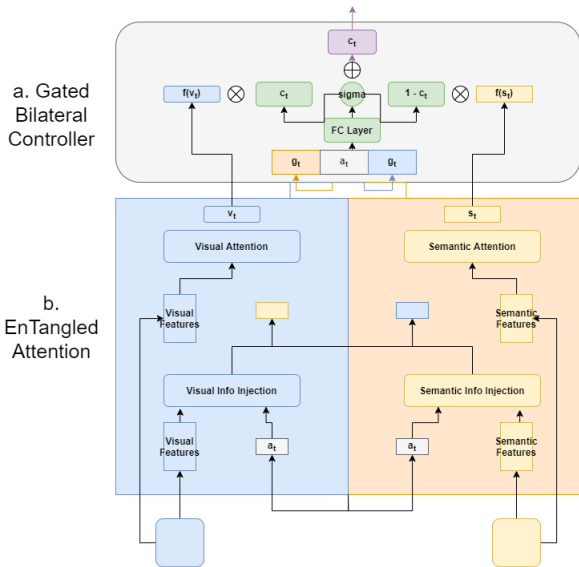 c_t
a. Gated
Bilateral
Controller
f(v_t)
c_t
sigma
1 - c_t
f(s_t)
FC Layer
g_t
a_t
g_t
v_t
s_t
Visual Attention
Semantic Attention
b.
EnTangled
Attention
Visual
Features
Semantic
Features
Visual Info Injection
Semantic Info Injection
Visual
Features
a_t
a_t
Semantic
Features